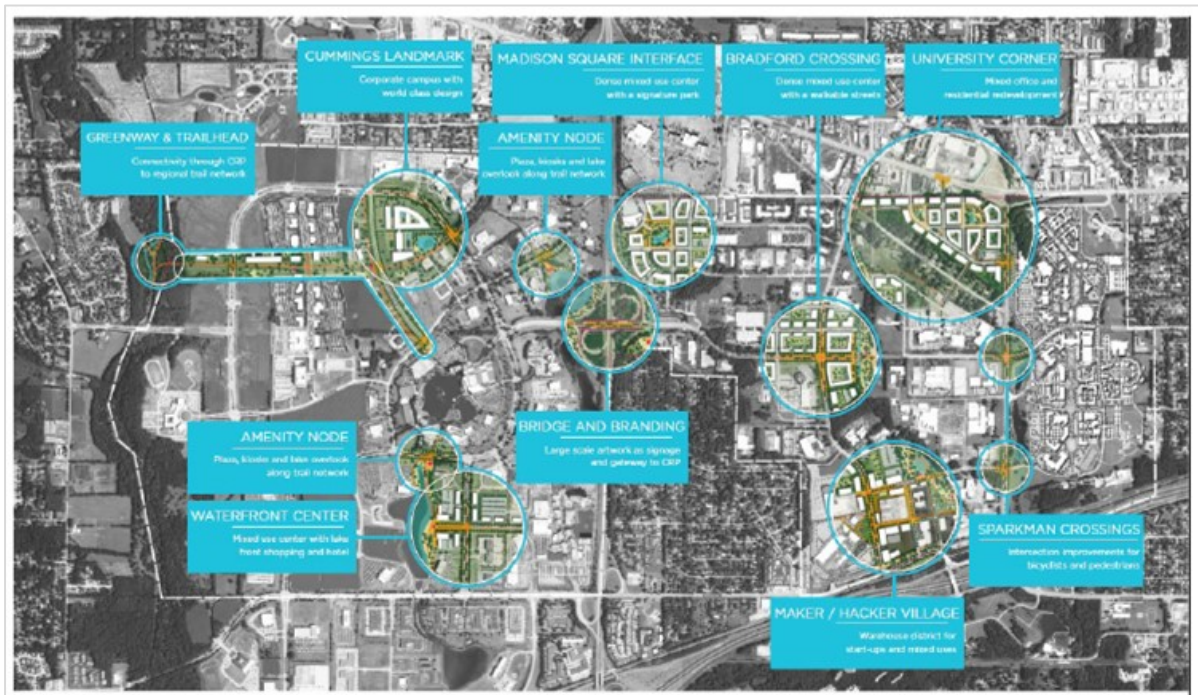 CUMMINGS LANDMARK
Corporate campus with
world class design
MADISON SQUARE INTERFACE
Dense mixed use center
with a signature park
BRADFORD CROSSING
Dense mixed use center
with a walkable streets
UNIVERSITY CORNER
Mixed office and
residential redevelopment
GREENWAY & TRAILHEAD
Connectivity through CRP
to regional trail network
AMENITY NODE
Plaza, kiosks and lake
overlook along trail network
AMENITY NODE
Plaza, kiosks and lake overlook
along trail network
BRIDGE AND BRANDING
Large scale artwork as signage
and gateway to CRP
WATERFRONT CENTER
Mixed use center with lake
front shopping and hotel
SPARKMAN CROSSINGS
Intersection improvements for
bicyclists and pedestrians
MAKER / HACKER VILLAGE
Warehouse district for
start-ups and mixed uses